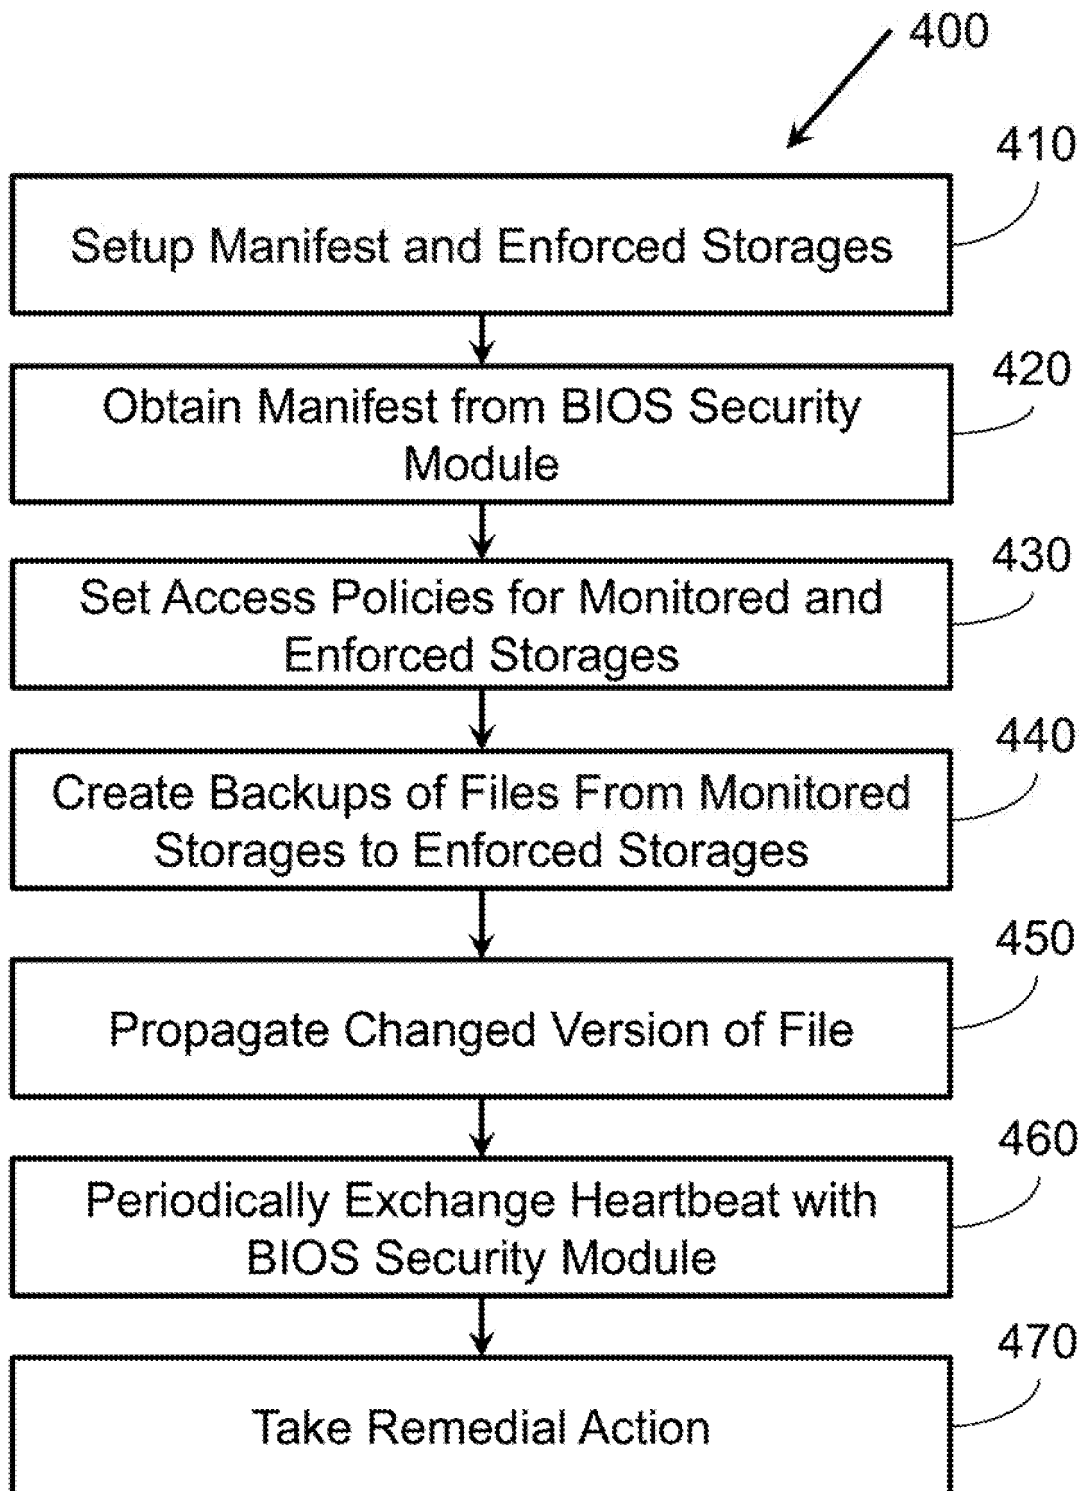 400
410
Setup Manifest and Enforced Storages
420
Obtain Manifest from BIOS Security
Module
430
Set Access Policies for Monitored and
Enforced Storages
440
Create Backups of Files From Monitored
Storages to Enforced Storages
450
Propagate Changed Version of File
460
Periodically Exchange Heartbeat with
BIOS Security Module
470
Take Remedial Action